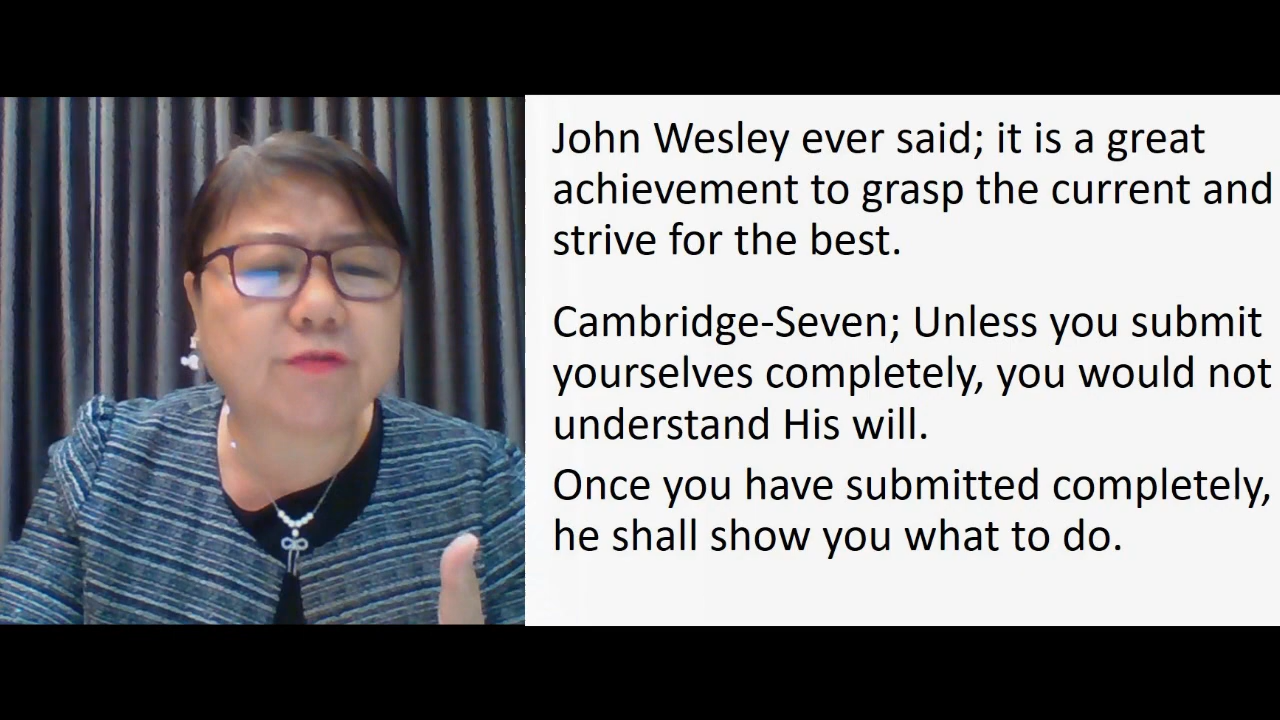 John Wesley ever said; it is a great
achievement to grasp the current and
strive for the best.
Cambridge-Seven; Unless you submit
yourselves completely, you would not
understand His will.
Once you have submitted completely,
he shall show you what to do.